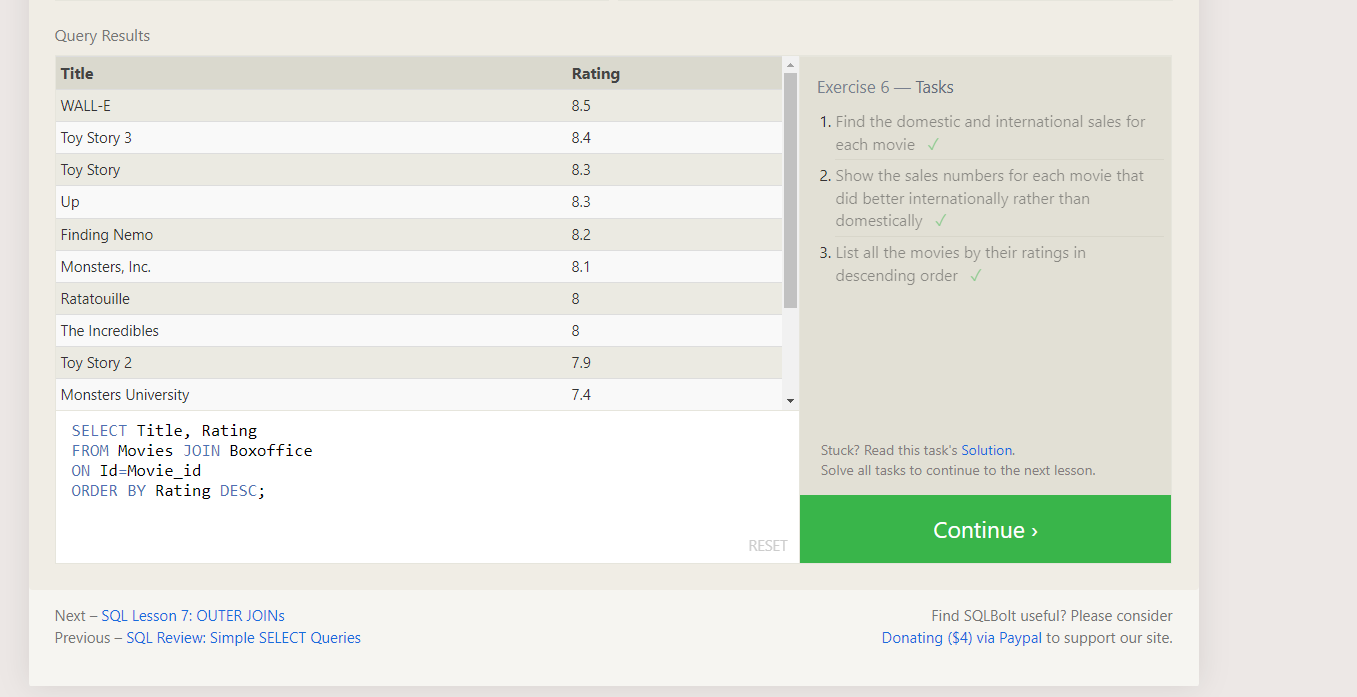 Query Results
Title Rating
WALL-E 8.5
Toy Story 3 8.4
Toy Story 8.3
Up 8.3
Finding Nemo 8.2
Monsters, Inc. 8.1
Ratatouille 8
The Incredibles 8
Toy Story 2 7.9
Monsters University 7.4
SELECT Title, Rating
FROM Movies JOIN Boxoffice
ON Id=Movie_id
ORDER BY Rating DESC;
RESET
Exercise 6 — Tasks
1. Find the domestic and international sales for
each movie ✓
2. Show the sales numbers for each movie that
did better internationally rather than
domestically ✓
3. List all the movies by their ratings in
descending order ✓
Stuck? Read this task's Solution.
Solve all tasks to continue to the next lesson.
Continue ›
Next – SQL Lesson 7: OUTER JOINs
Previous – SQL Review: Simple SELECT Queries
Find SQLBolt useful? Please consider
Donating ($4) via Paypal to support our site.